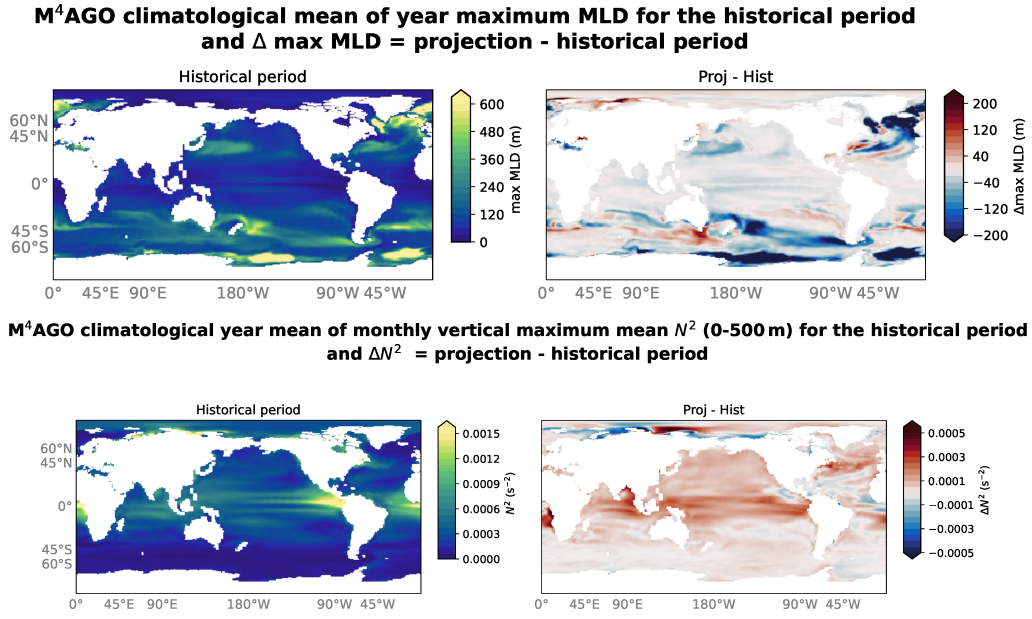 M⁴AGO climatological mean of year maximum MLD for the historical period
and Δ max MLD = projection - historical period
Historical period
Proj - Hist
60°N
45°N
0°
45°S
60°S
0° 45°E 90°E 180°W 90°W 45°W
600
480
360
240
120
0
max MLD (m)
0° 45°E 90°E 180°W 90°W 45°W
200
120
40
−40
−120
−200
Δmax MLD (m)
M⁴AGO climatological year mean of monthly vertical maximum mean N² (0-500 m) for the historical period
and ΔN² = projection - historical period
Historical period
Proj - Hist
60°N
45°N
0°
45°S
60°S
0° 45°E 90°E 180°W 90°W 45°W
0.0015
0.0012
0.0009
0.0006
0.0003
0.0000
N² (s⁻²)
0° 45°E 90°E 180°W 90°W 45°W
0.0005
0.0003
0.0001
−0.0001
−0.0003
−0.0005
ΔN² (s⁻²)